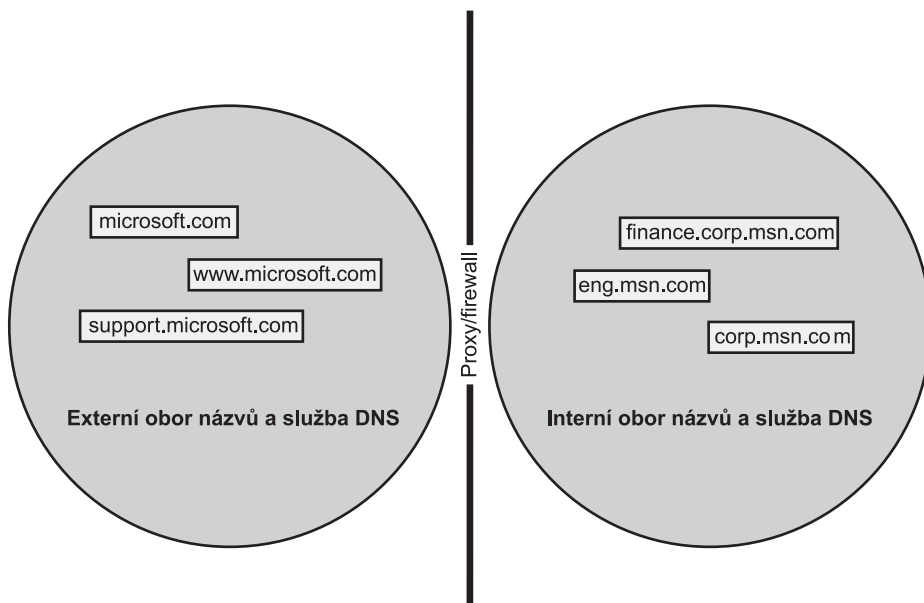 microsoft.com
www.microsoft.com
support.microsoft.com
Externí obor názvů a služba DNS
Proxy/firewall
finance.corp.msn.com
eng.msn.com
corp.msn.com
Interní obor názvů a služba DNS